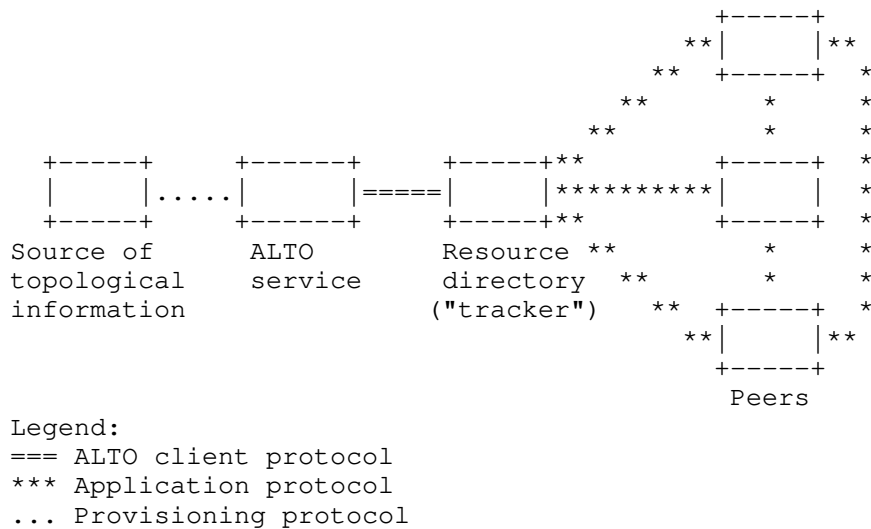 Source of ALTO Resource
topological service directory
information ("tracker")
Peers
Legend:
=== ALTO client protocol
*** Application protocol
... Provisioning protocol